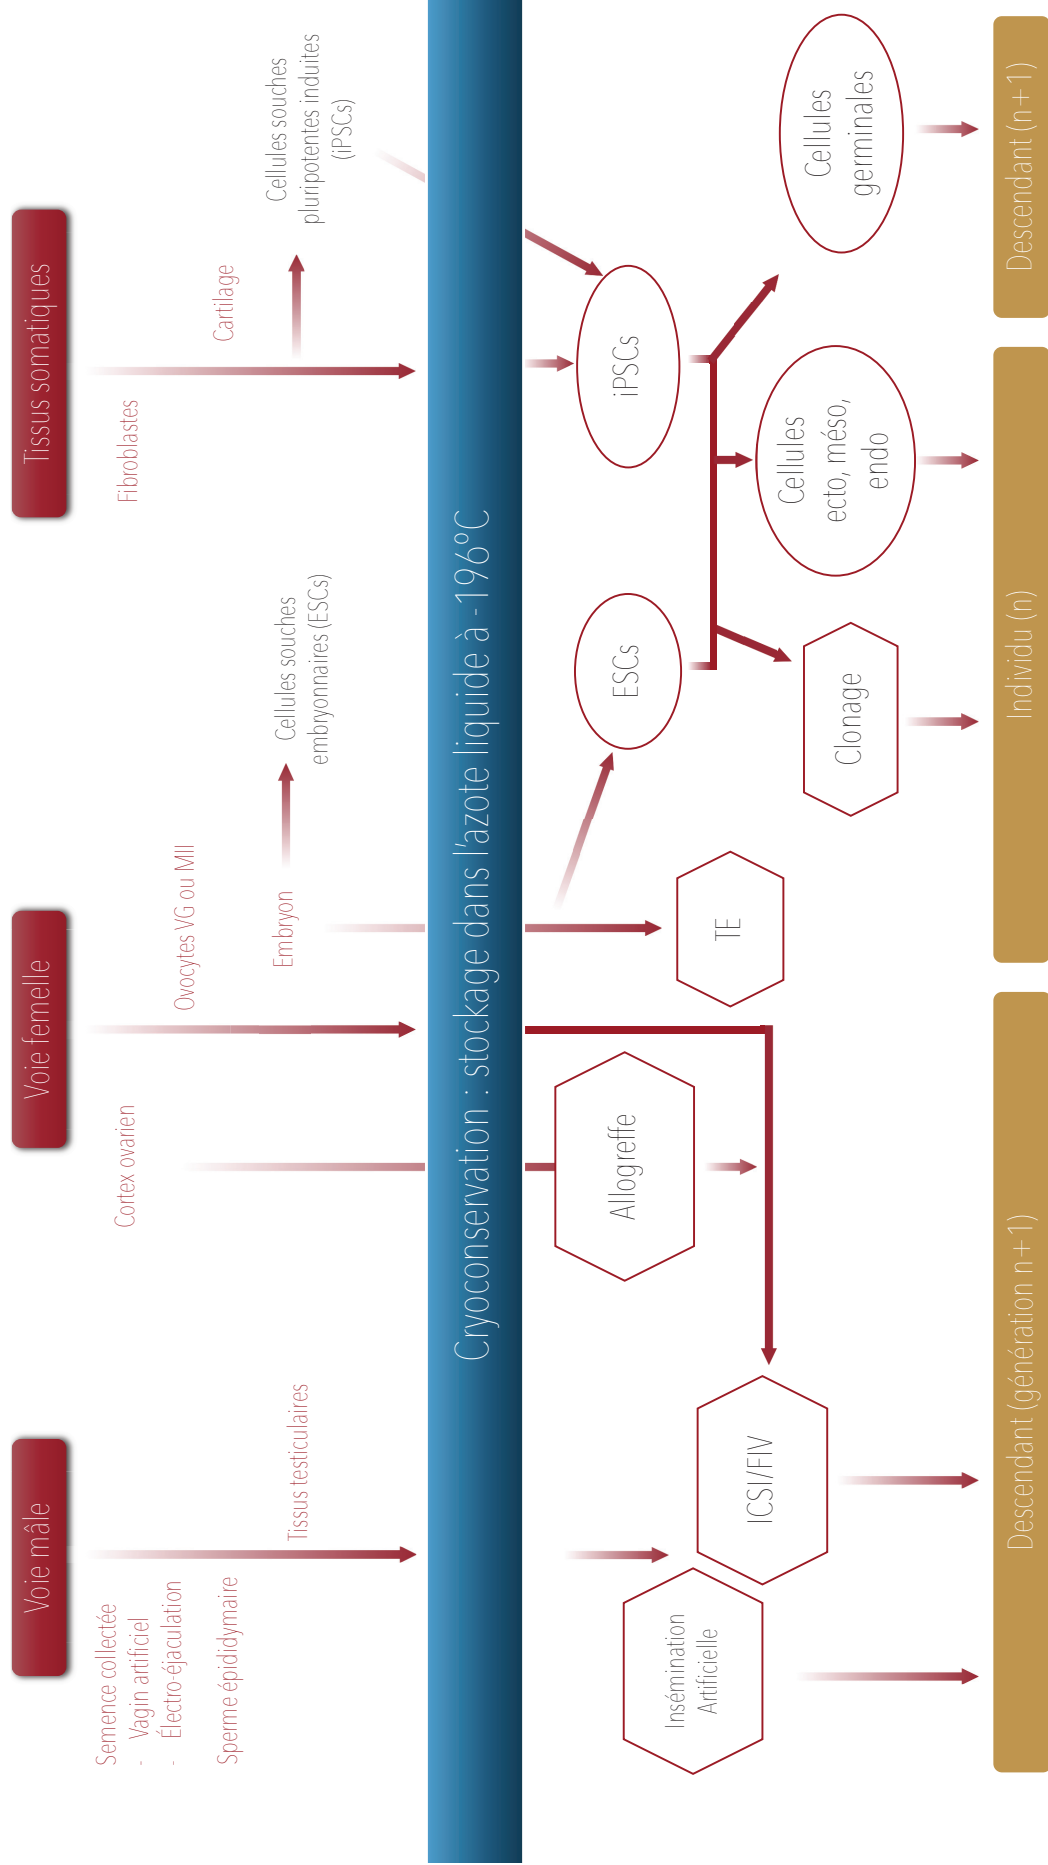 Voie mâle
Voie femelle
Tissus somatiques
Semence collectée
- Vagin artificiel
- Électro-éjaculation
Sperme épididymaire
Tissus testiculaires
Cortex ovarien
Ovocytes VG ou MII
Embryon
Cellules souches
embryonnaires (ESCs)
Fibroblastes
Cartilage
Cellules souches
pluripotentes induites
(iPSCs)
Cryoconservation : stockage dans l'azote liquide à -196ºC
Insémination
Artificielle
ICSI/FIV
Allogreffe
TE
ESCs
iPSCs
Clonage
Cellules
ecto, méso,
endo
Cellules
germinales
Descendant (génération n+1)
Individu (n)
Descendant (n+1)